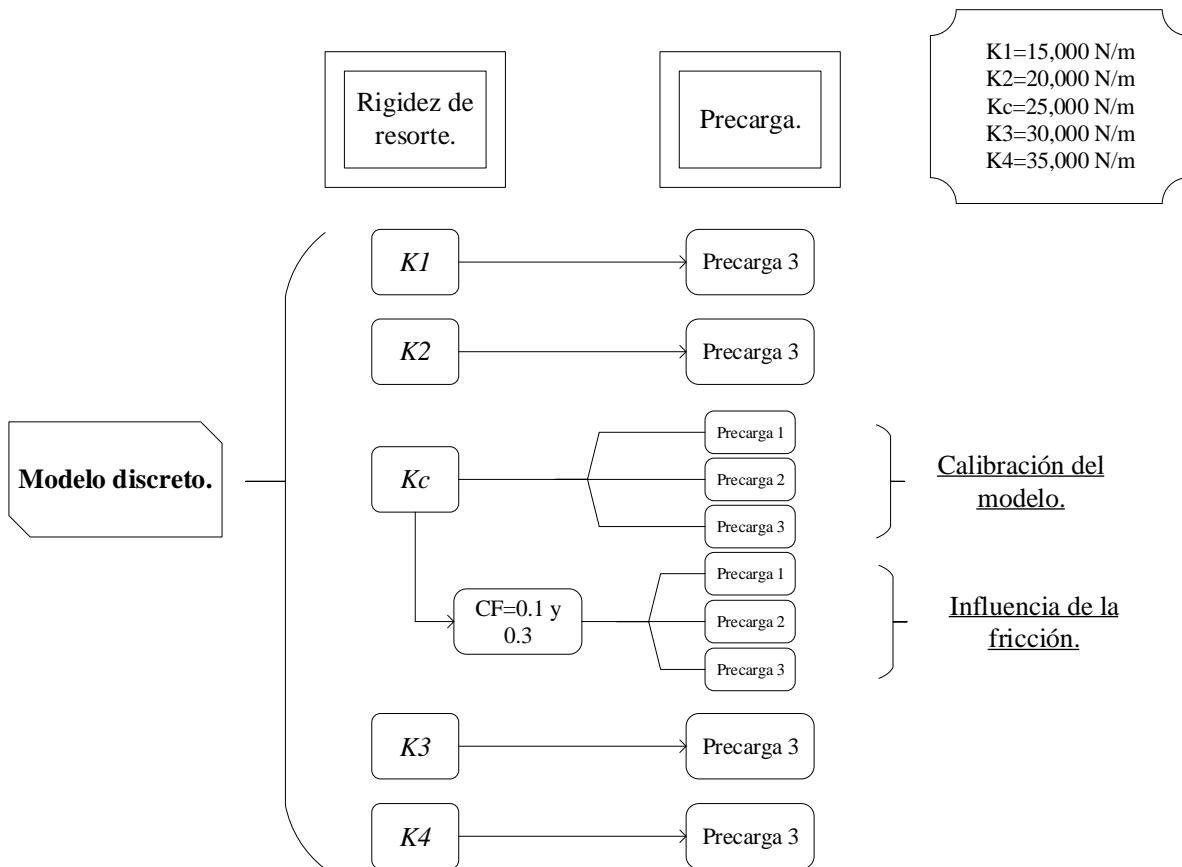 Rigidez de
resorte.
Precarga.
K1=15,000 N/m
K2=20,000 N/m
Kc=25,000 N/m
K3=30,000 N/m
K4=35,000 N/m
K1
Precarga 3
K2
Precarga 3
Modelo discreto.
Kc
Precarga 1
Precarga 2
Precarga 3
Calibración del
modelo.
CF=0.1 y
0.3
Precarga 1
Precarga 2
Precarga 3
Influencia de la
fricción.
K3
Precarga 3
K4
Precarga 3